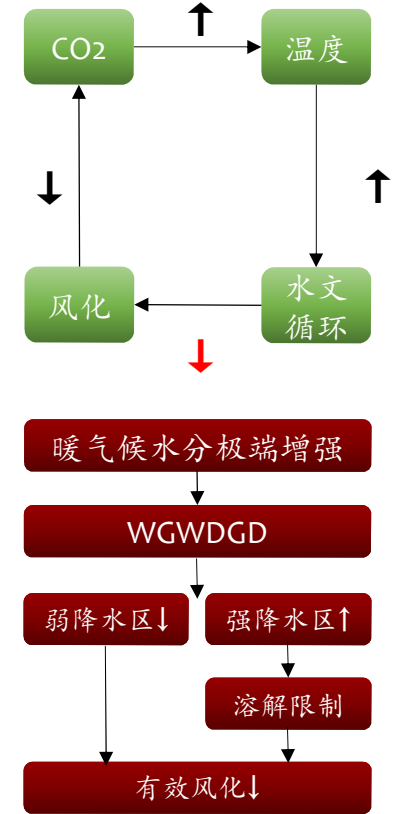 ↑
CO2
温度
↓
↑
风化
水文
循环
↓
暖气候水分极端增强
WGWDGD
弱降水区↓
强降水区↑
溶解限制
有效风化↓